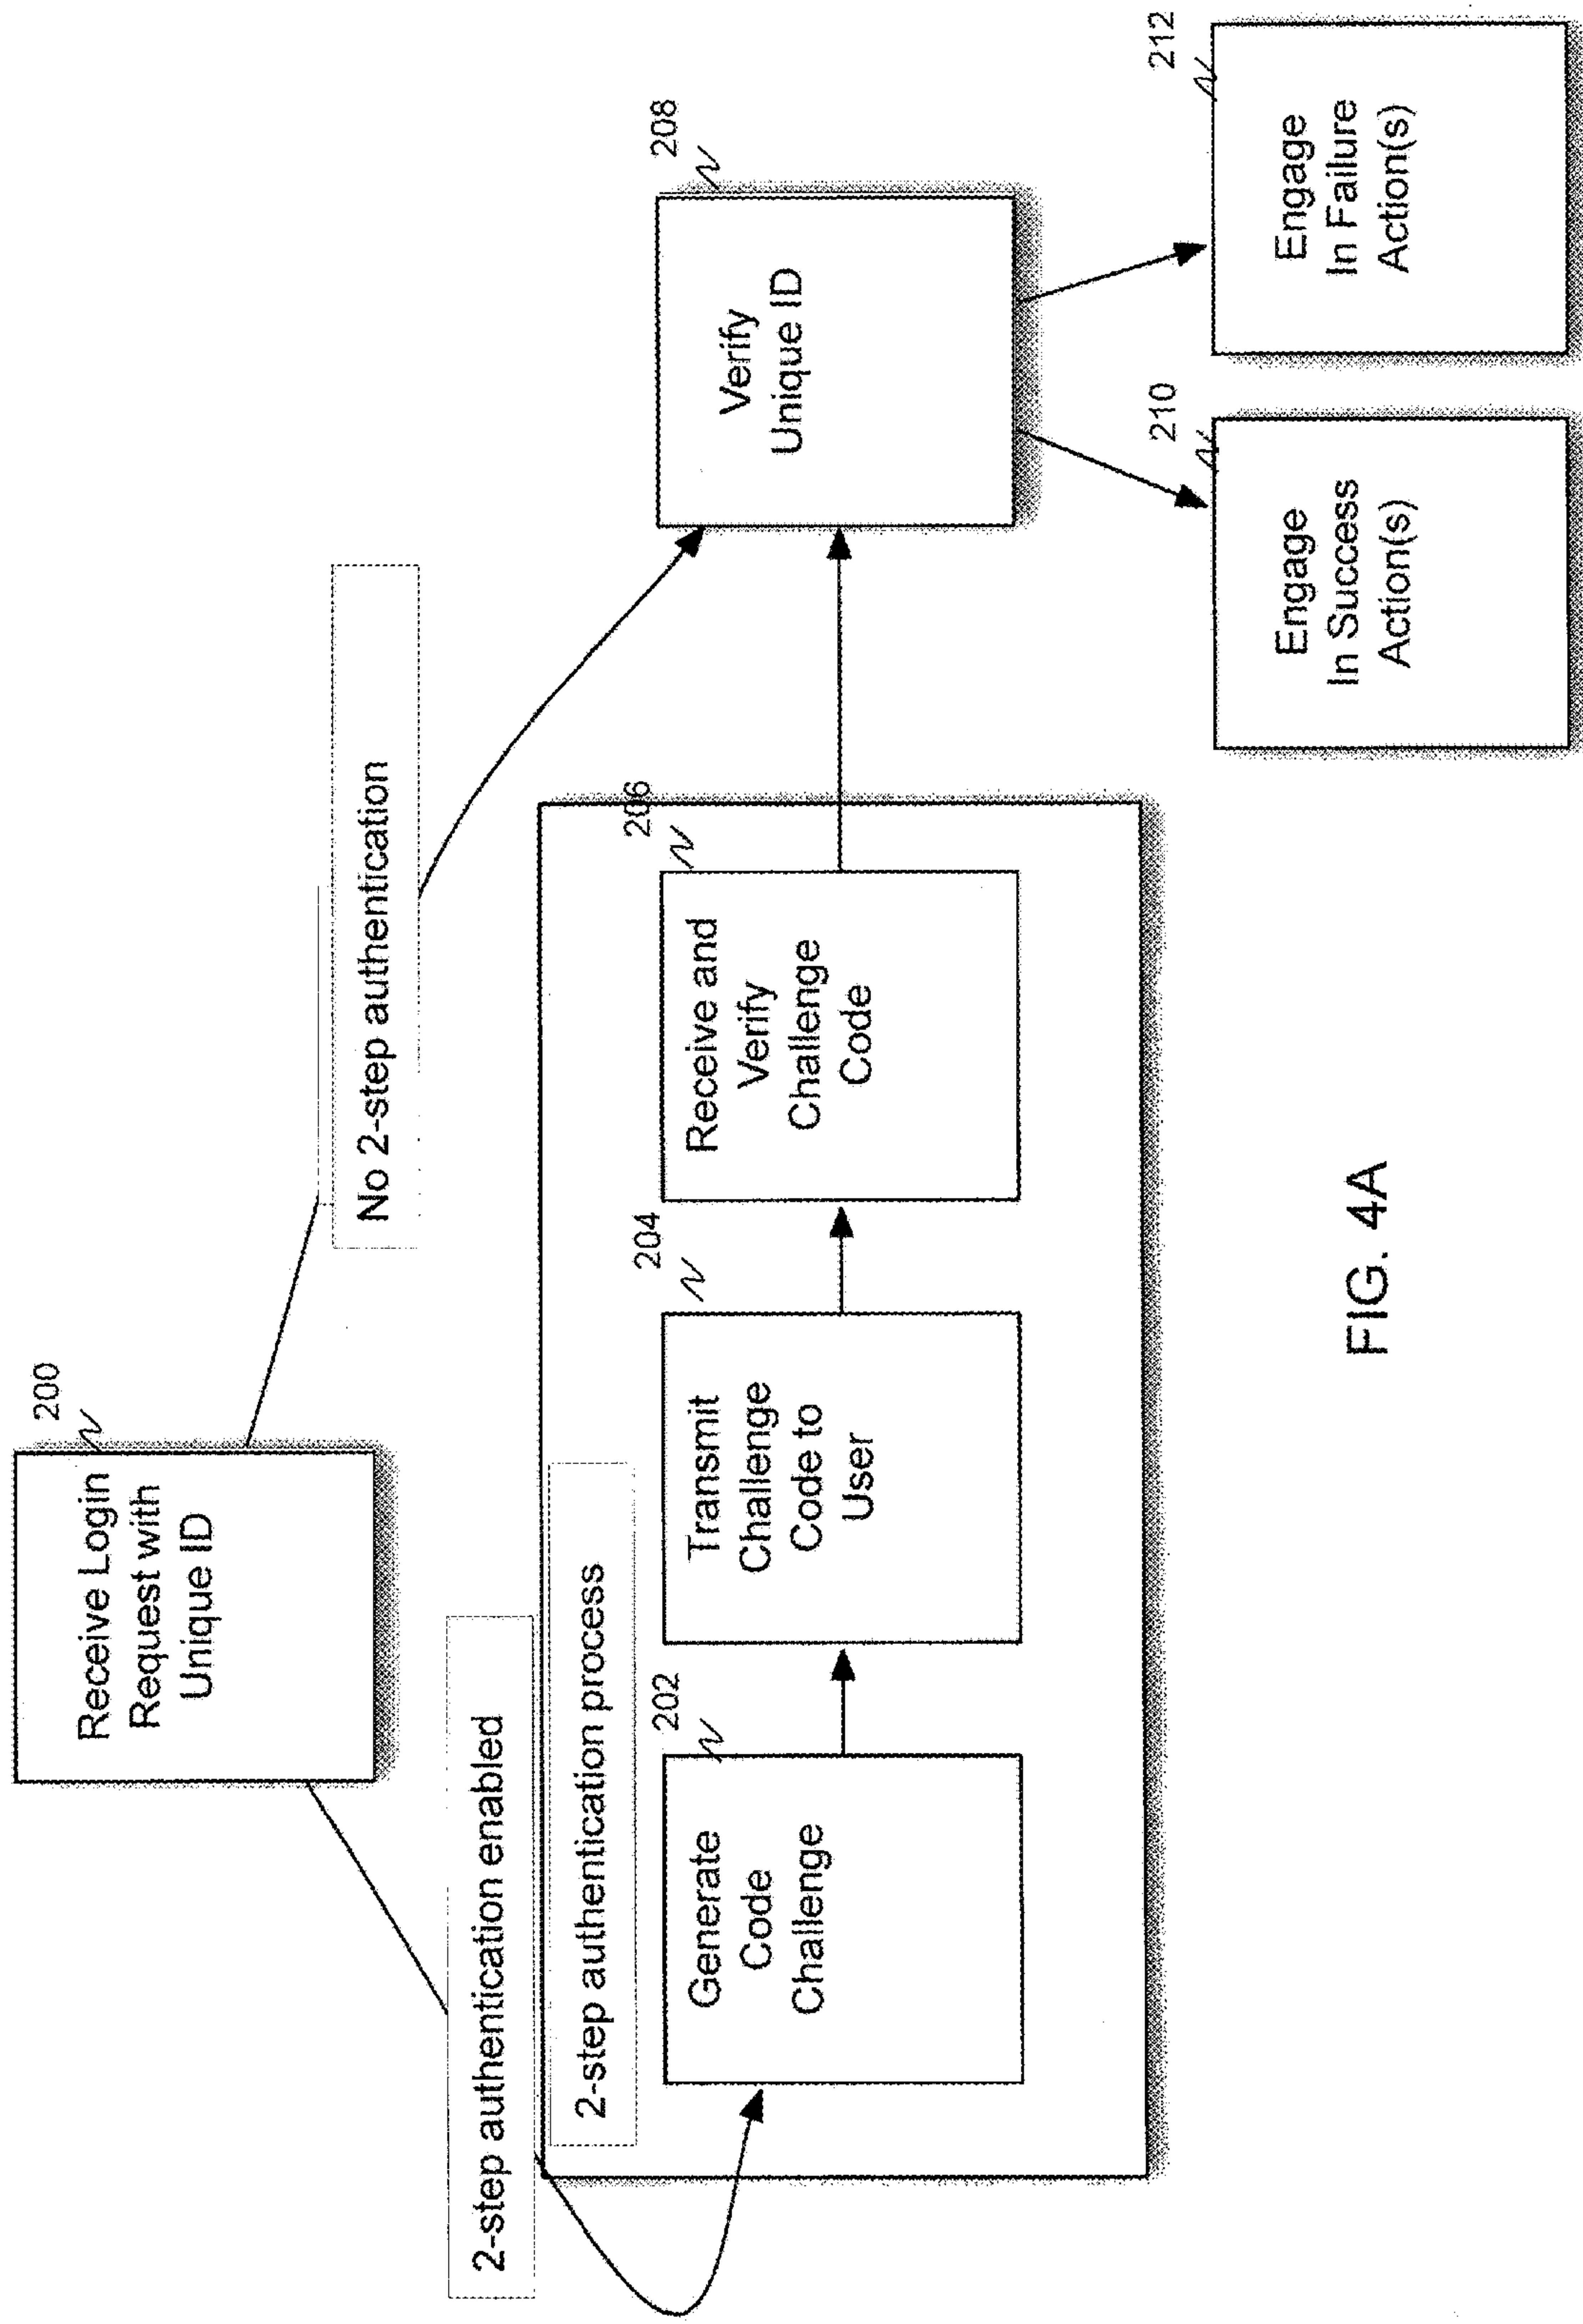 200
Receive Login
Request with
Unique ID
No 2-step authentication
2-step authentication enabled
2-step authentication process
202
Generate
Code
Challenge
204
Transmit
Challenge
Code to
User
206
Receive and
Verify
Challenge
Code
208
Verify
Unique ID
210
Engage
In Success
Action(s)
212
Engage
In Failure
Action(s)
FIG. 4A